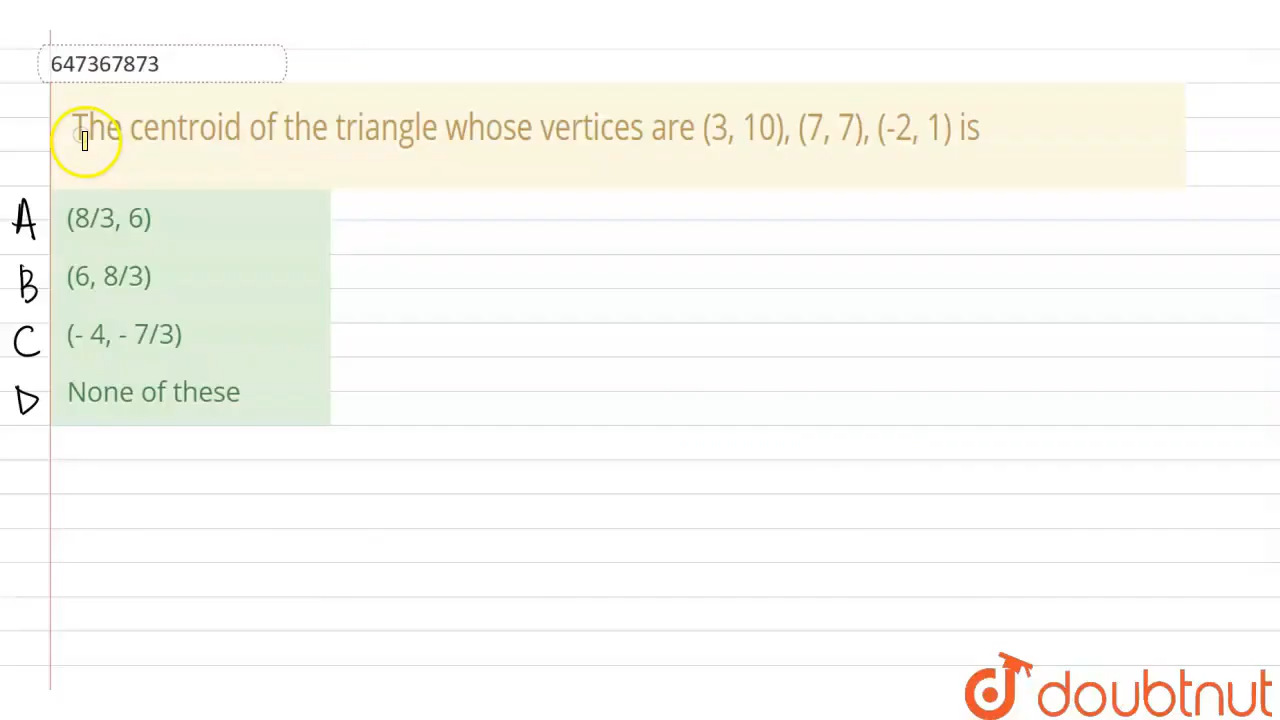 647367873
The centroid of the triangle whose vertices are (3, 10), (7, 7), (-2, 1) is
A (8/3, 6)
B (6, 8/3)
C (- 4, - 7/3)
D None of these
doubtnut